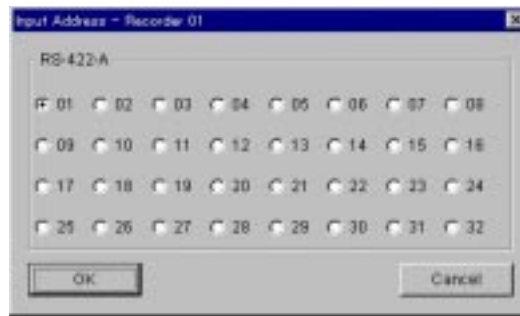 Input Address - Recorder 01
RS-422-A
01 02 03 04 05 06 07 08
09 10 11 12 13 14 15 16
17 18 19 20 21 22 23 24
25 26 27 28 29 30 31 32
OK Cancel